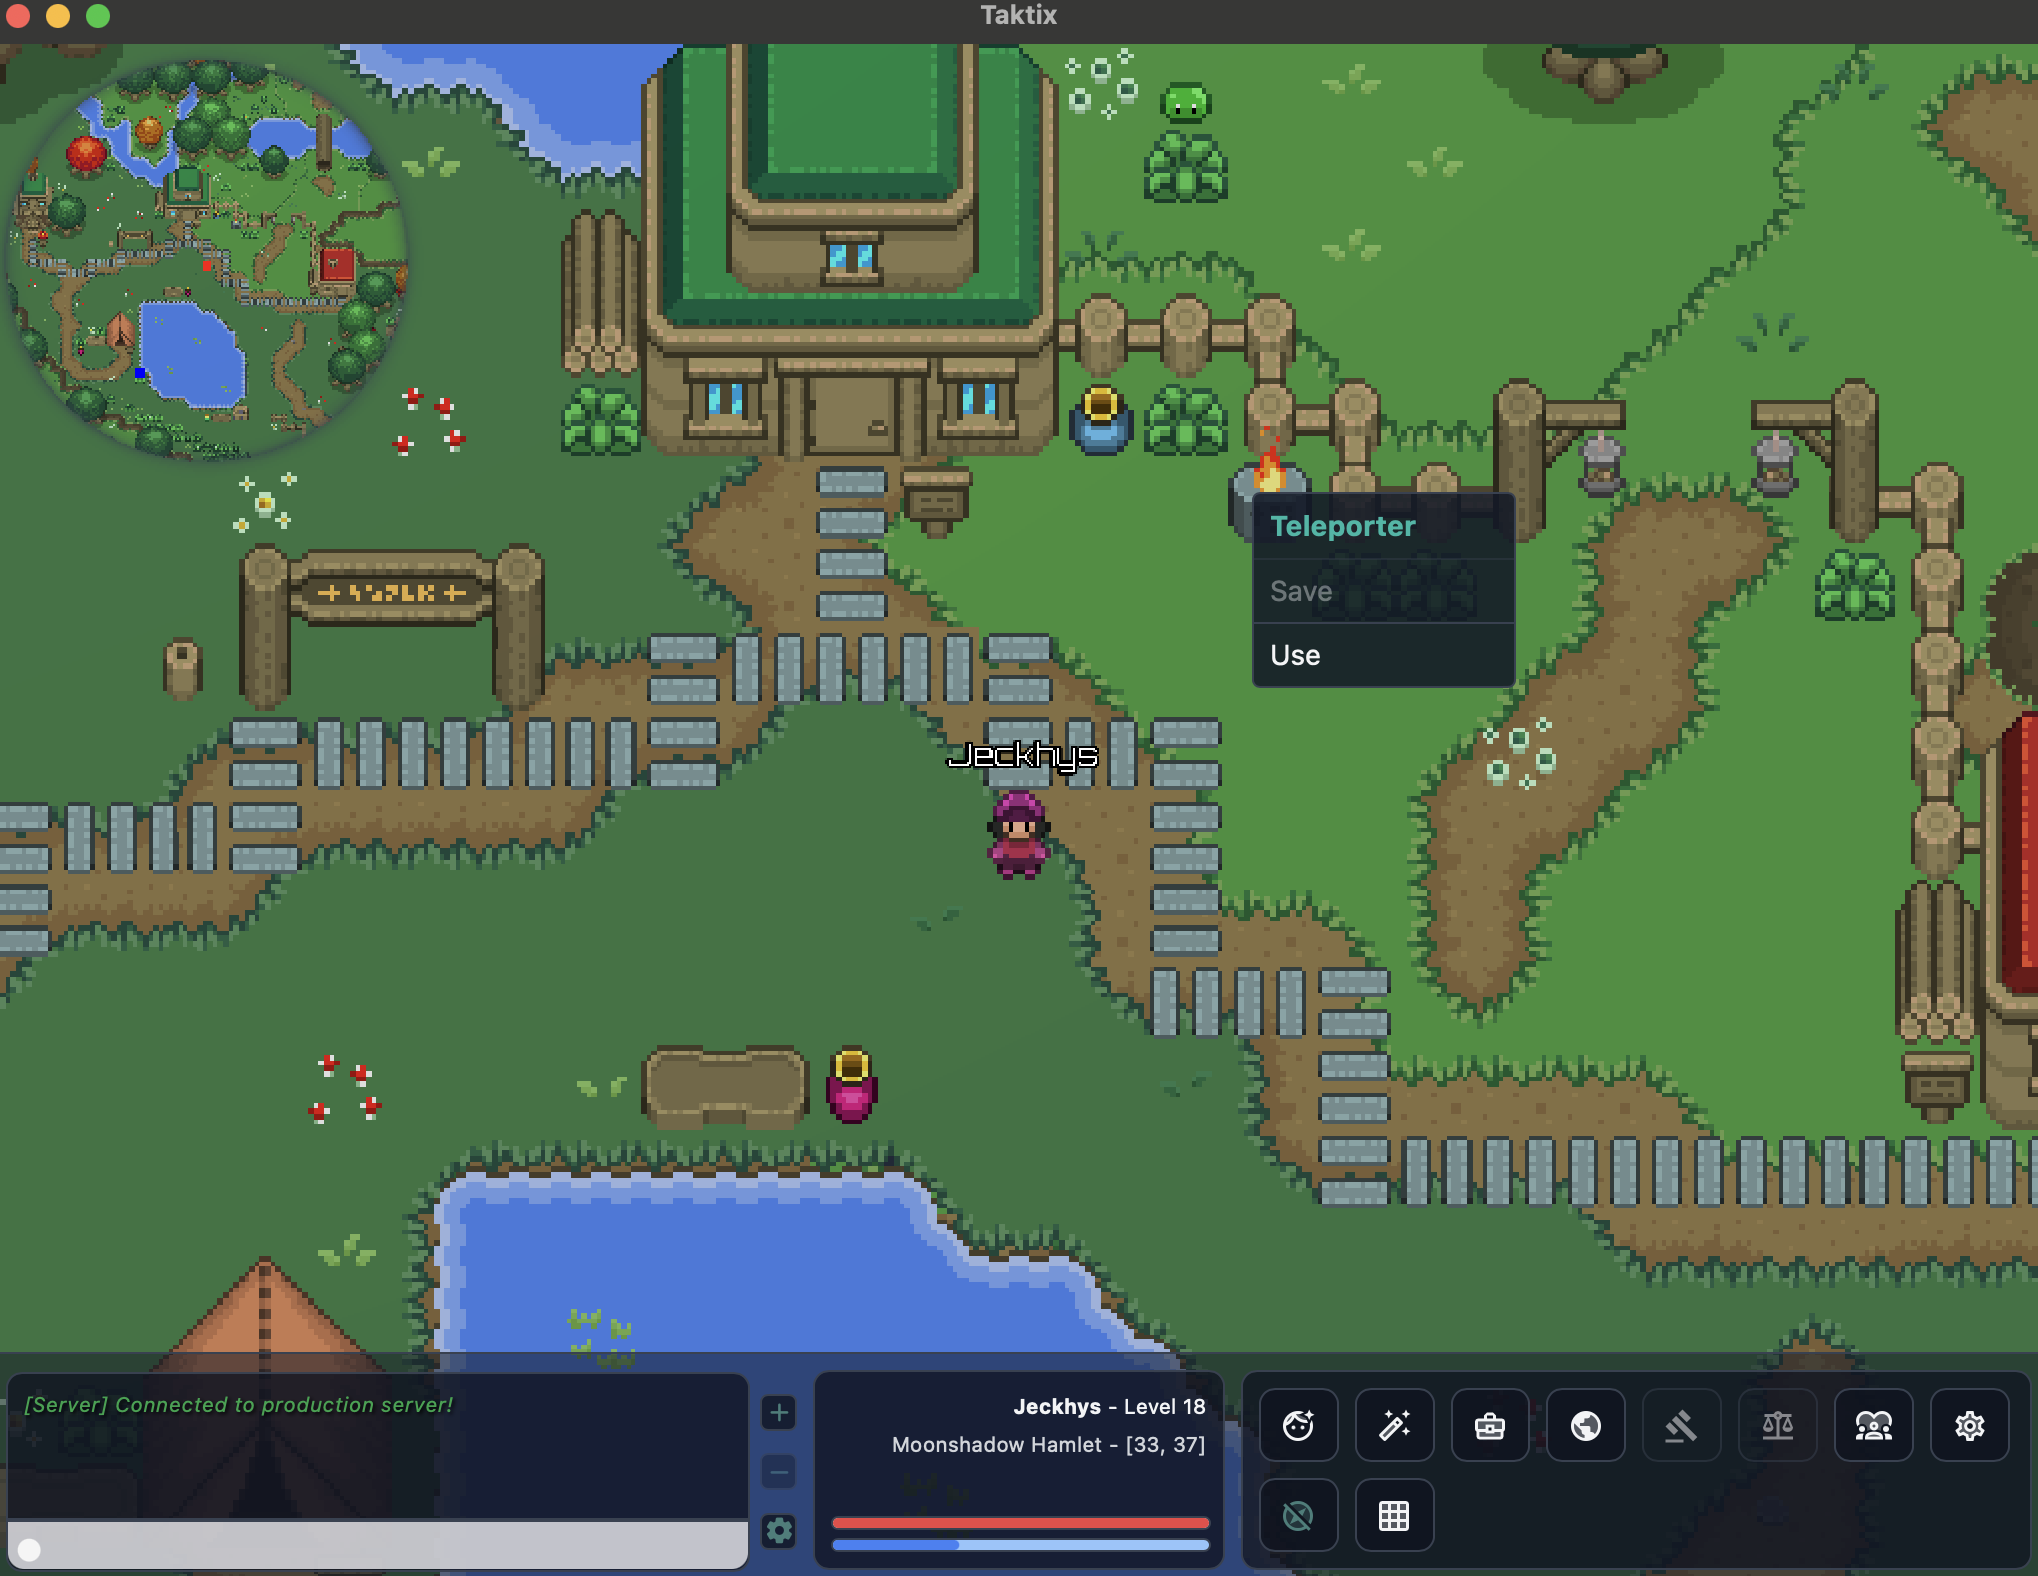 Taktix
Teleporter
Save
Use
Jeckhys
[Server] Connected to production server!
Jeckhys - Level 18
Moonshadow Hamlet - [33, 37]